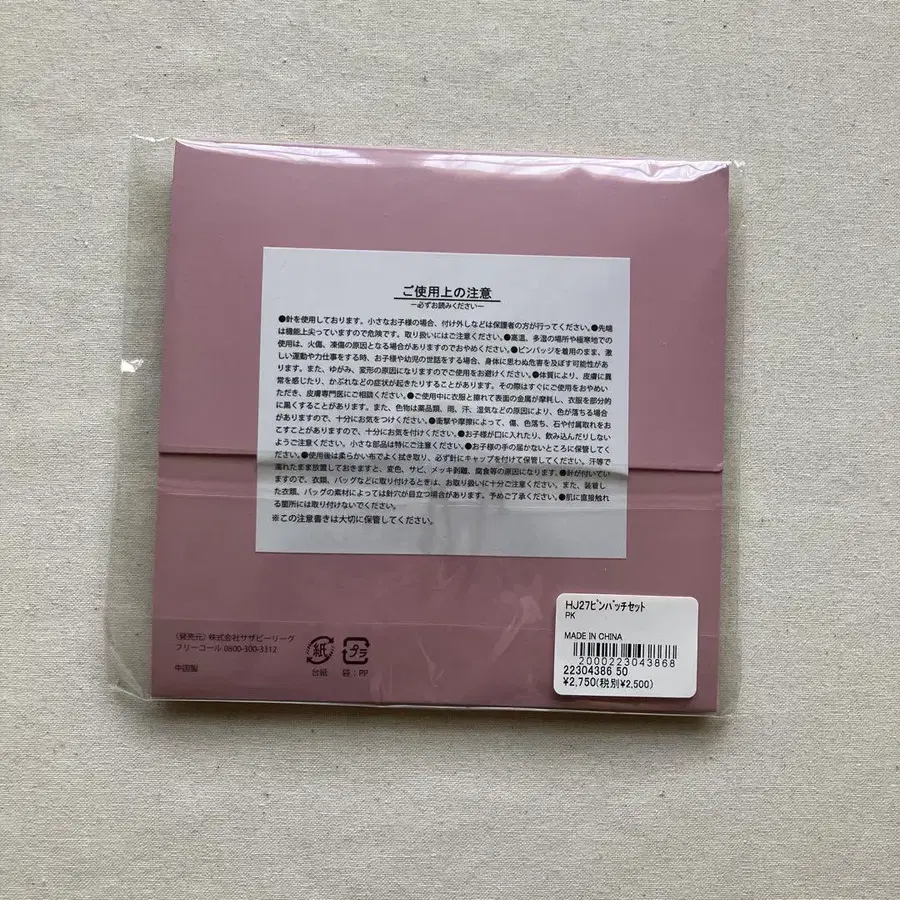 ご使用上の注意
ー必ずお読みくださいー
●針を使用しております。小さなお子様の場合、付け外しなどは保護者の方が行ってください。●先端
は機能上尖っていますので危険です。取り扱いにはご注意ください。●高温、多湿の場所や極寒地での
使用は、火傷、凍傷の原因となる場合がありますのでおやめください。●ピンバッジを着用のまま、激
しい運動や力仕事をする時、お子様や幼児の世話をする場合、身体に思わぬ危害を及ぼす可能性があ
ります。また、ゆがみ、変形の原因になりますのでご使用をお避けください。●体質により、皮膚に異
常を感じたり、かぶれなどの症状が起きたりすることがあります。その際はすぐにご使用をおやめい
ただき、皮膚専門医にご相談ください。●ご使用中に衣服と擦れて表面の金属が摩耗し、衣服を部分的
に黒くすることがあります。また、色物は薬品類、雨、汗、湿気などの原因により、色が落ちる場合
がありますので、十分にお気をつけください。●衝撃や摩擦によって、傷、色落ち、石や付属取れをお
こすことがありますので、十分にお気を付けください。●お子様が口に入れたり、飲み込んだりしない
ようご注意ください。小さな部品は特にご注意ください。●お子様の手の届かないところに保管してく
ださい。●使用後は柔らかい布でよく拭き取り、必ず針にキャップを付けて保管してください。汗等で
濡れたまま放置しておきますと、変色、サビ、メッキ剥離、腐食等の原因になります。●針が付いてい
ますので、衣類、バッグなどに取り付けるときは、お取り扱いに十分ご注意ください。また、装着し
た衣類、バッグの素材によっては針穴が目立つ場合があります。予めご了承ください。●肌に直接触れ
る箇所には取り付けないでください。
※この注意書きは大切に保管してください。
〈発売元〉株式会社サザビーリーグ
フリーコール 0800-300-3312
中国製
紙
台紙
プラ
袋:PP
HJ27ピンバッチセット
PK
MADE IN CHINA
2000223043868
22304386 50
¥2,750(税別¥2,500)